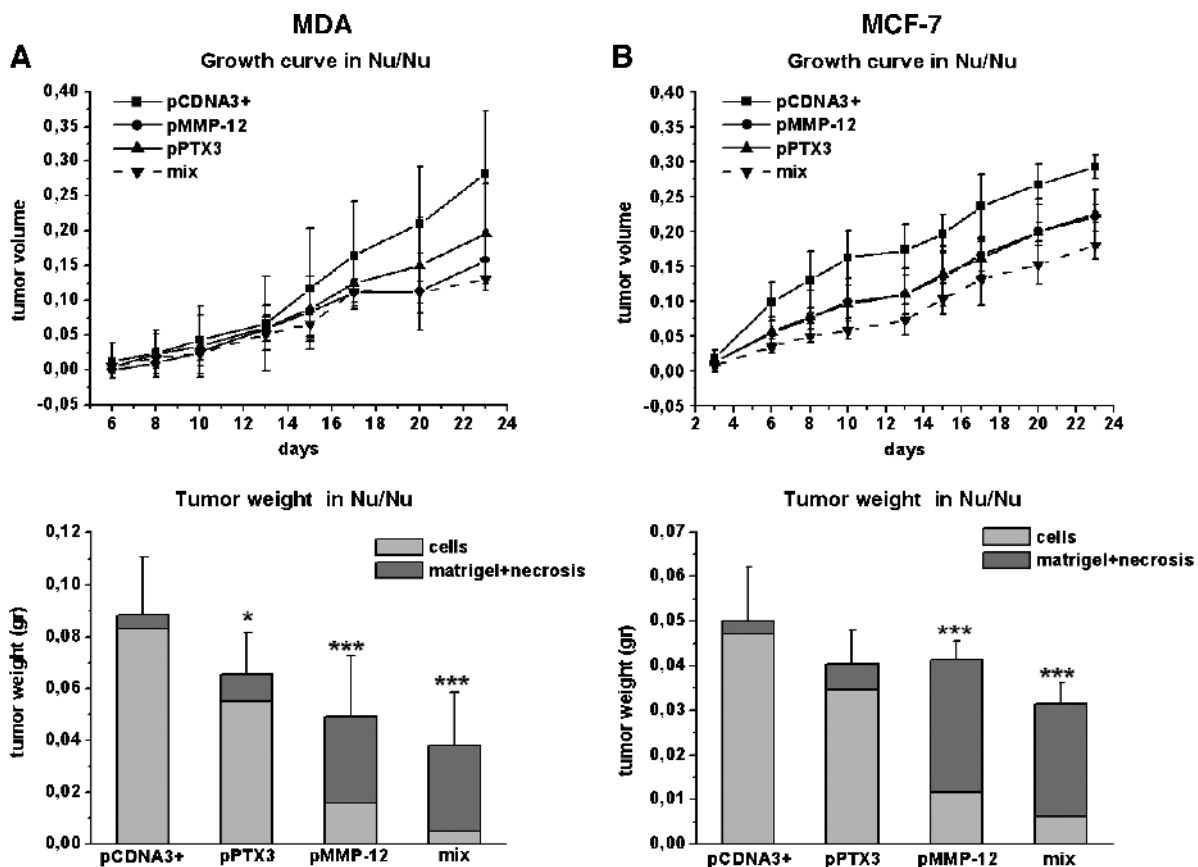 MDA
A
Growth curve in Nu/Nu
0,40
0,35
0,30
0,25
0,20
0,15
0,10
0,05
0,00
-0,05
tumor volume
pCDNA3+
pMMP-12
pPTX3
mix
6 8 10 12 14 16 18 20 22 24
days
MCF-7
B
Growth curve in Nu/Nu
0,40
0,35
0,30
0,25
0,20
0,15
0,10
0,05
0,00
-0,05
tumor volume
pCDNA3+
pMMP-12
pPTX3
mix
2 4 6 8 10 12 14 16 18 20 22 24
days
Tumor weight in Nu/Nu
0,12
0,10
0,08
0,06
0,04
0,02
0,00
tumor weight (gr)
cells
matrigel+necrosis
*
***
***
pCDNA3+ pPTX3 pMMP-12 mix
Tumor weight in Nu/Nu
0,07
0,06
0,05
0,04
0,03
0,02
0,01
0,00
tumor weight (gr)
cells
matrigel+necrosis
***
***
pCDNA3+ pPTX3 pMMP-12 mix